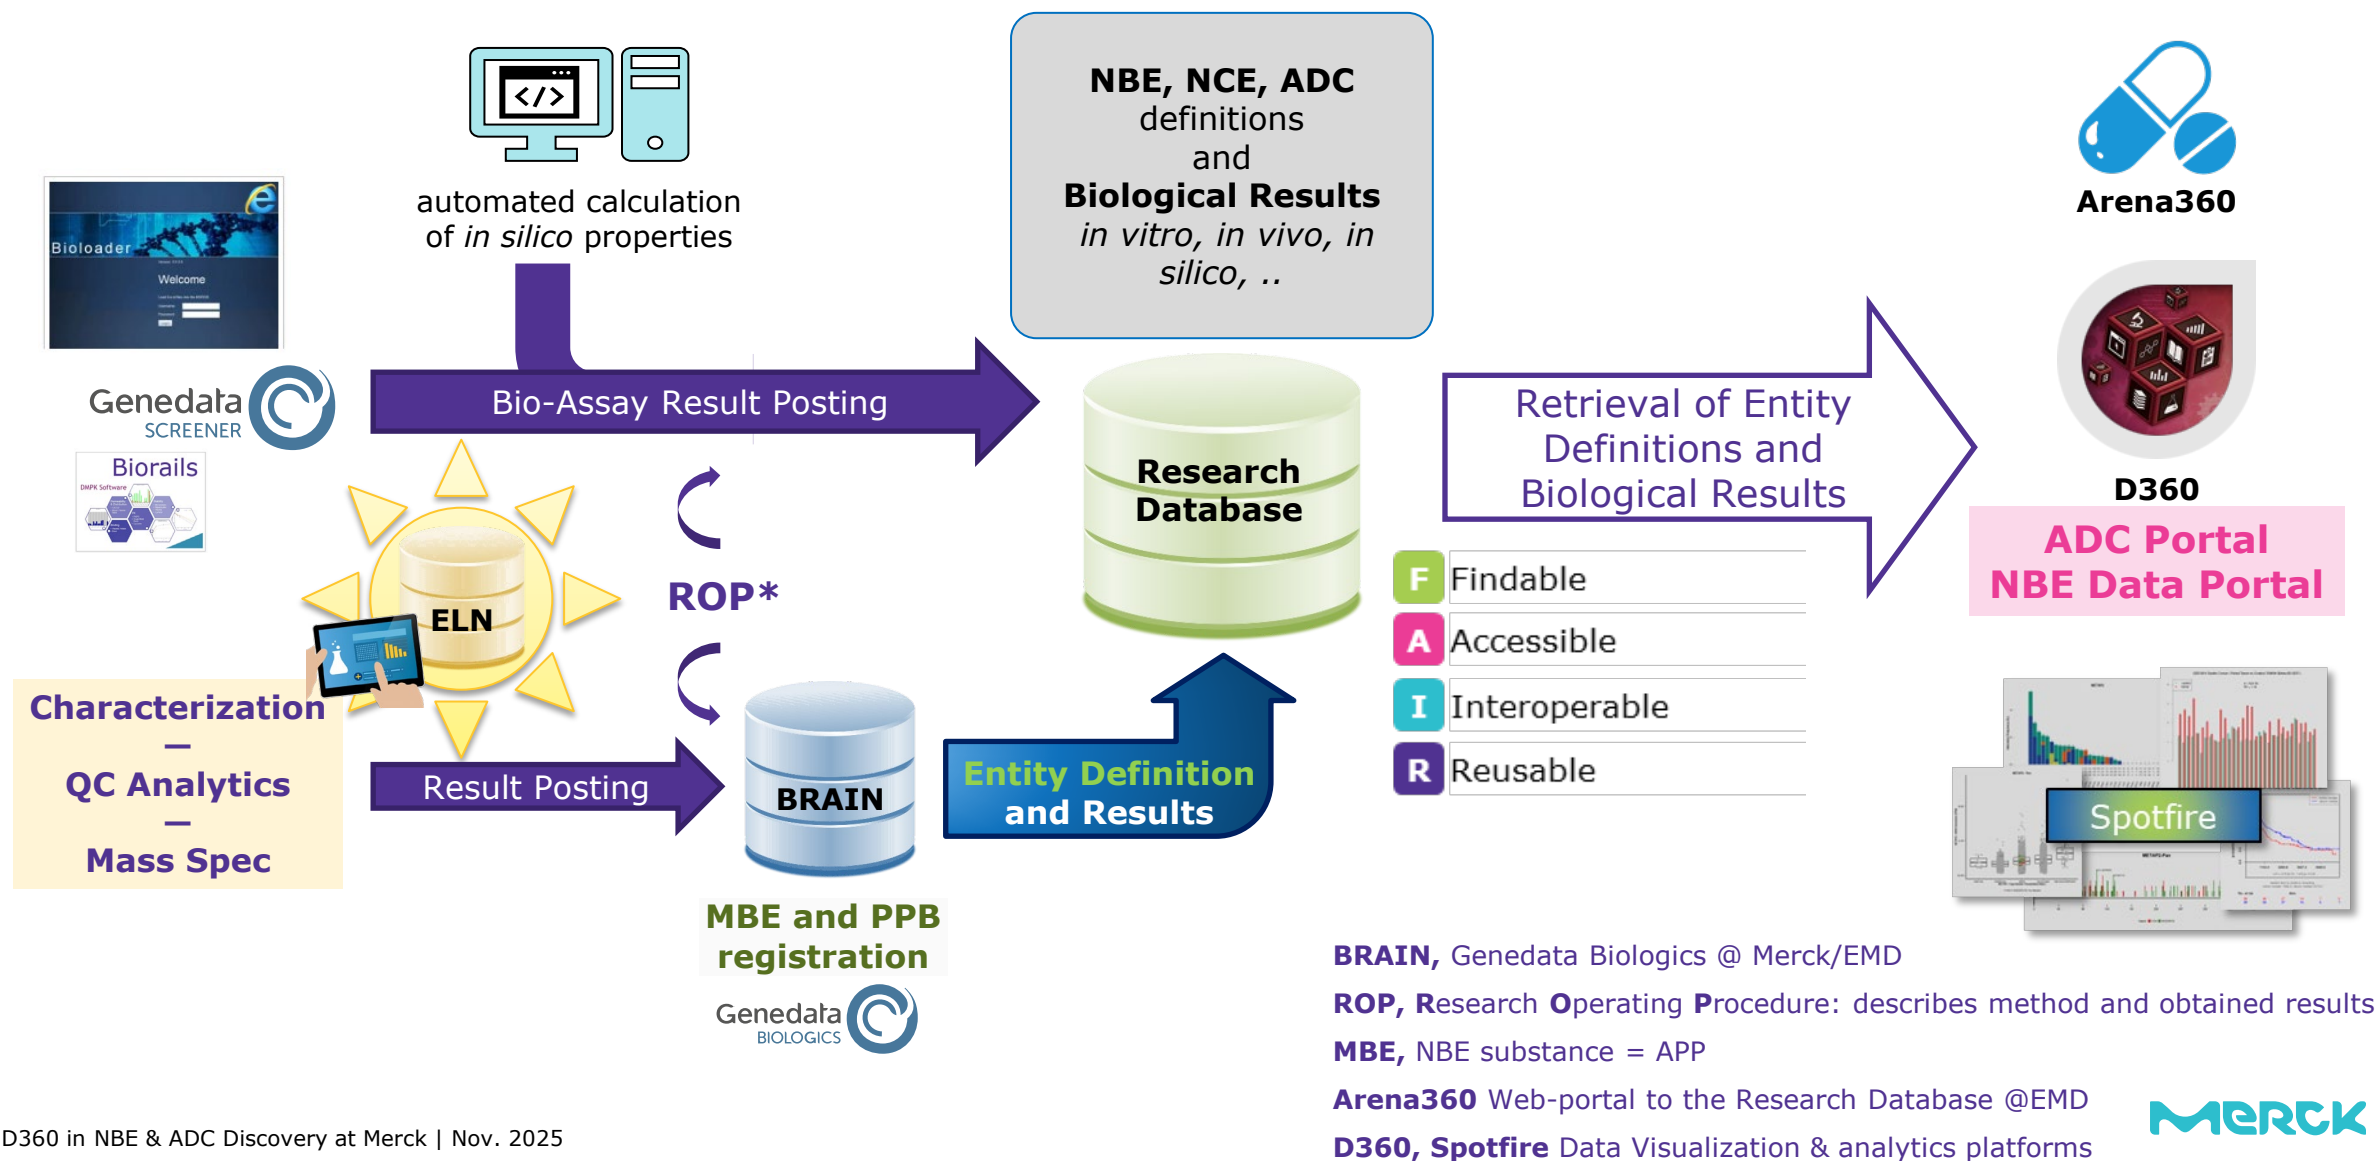 </>
automated calculation
of in silico properties
NBE, NCE, ADC
definitions
and
Biological Results
in vitro, in vivo, in
silico, ..
Arena360
Bioloader
Welcome
Genedata
SCREENER
Biorails
DMPK Software
Bio-Assay Result Posting
Research
Database
Retrieval of Entity
Definitions and
Biological Results
D360
ADC Portal
NBE Data Portal
ELN
ROP*
F Findable
A Accessible
I Interoperable
R Reusable
Characterization
–
QC Analytics
–
Mass Spec
Result Posting
BRAIN
Entity Definition
and Results
Spotfire
MBE and PPB
registration
Genedata
BIOLOGICS
BRAIN, Genedata Biologics @ Merck/EMD
ROP, Research Operating Procedure: describes method and obtained results
MBE, NBE substance = APP
Arena360 Web-portal to the Research Database @EMD
D360, Spotfire Data Visualization & analytics platforms
MERCK
D360 in NBE & ADC Discovery at Merck | Nov. 2025